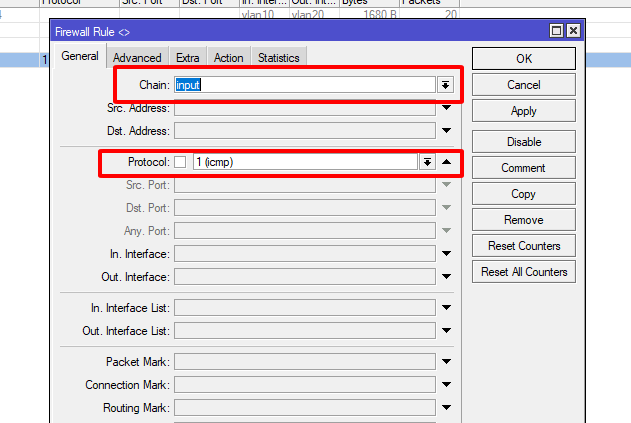 Protocol Src. Port Dst. Port In. Inter... Out. Inter... Bytes Packets
4 vlan10 vlan20 1680 B 20
1
Firewall Rule <>
General Advanced Extra Action Statistics
Chain: input
Src. Address:
Dst. Address:
Protocol: 1 (icmp)
Src. Port:
Dst. Port:
Any. Port:
In. Interface:
Out. Interface:
In. Interface List:
Out. Interface List:
Packet Mark:
Connection Mark:
Routing Mark:
OK
Cancel
Apply
Disable
Comment
Copy
Remove
Reset Counters
Reset All Counters